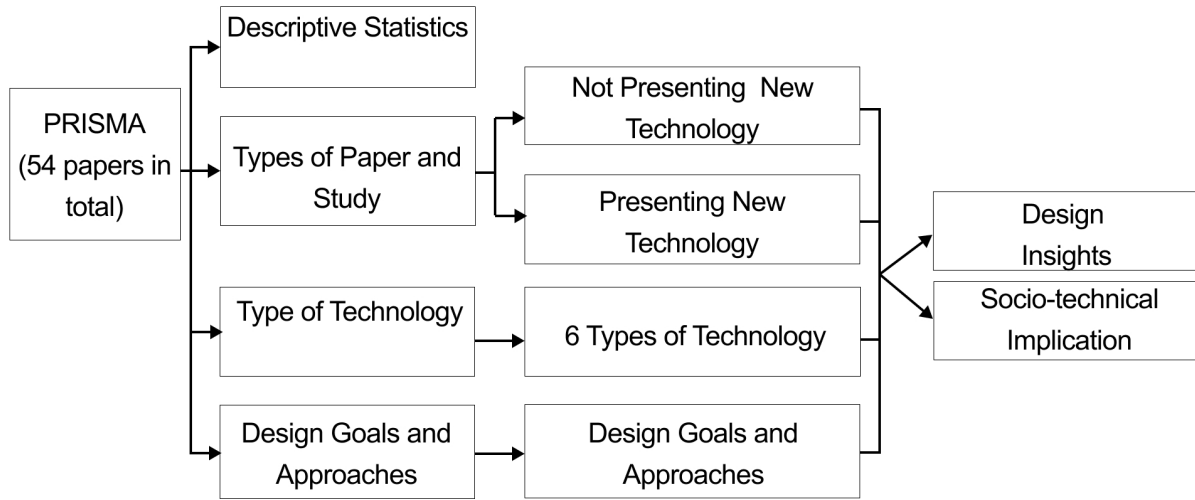 PRISMA
(54 papers in
total)
Descriptive Statistics
Types of Paper and
Study
Type of Technology
Design Goals and
Approaches
Not Presenting New
Technology
Presenting New
Technology
6 Types of Technology
Design Goals and
Approaches
Design
Insights
Socio-technical
Implication